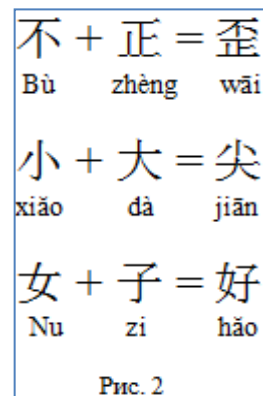 不 + 正 = 歪
Bù zhèng wāi
小 + 大 = 尖
xiǎo dà jiān
女 + 子 = 好
Nu zi hǎo
Рис. 2